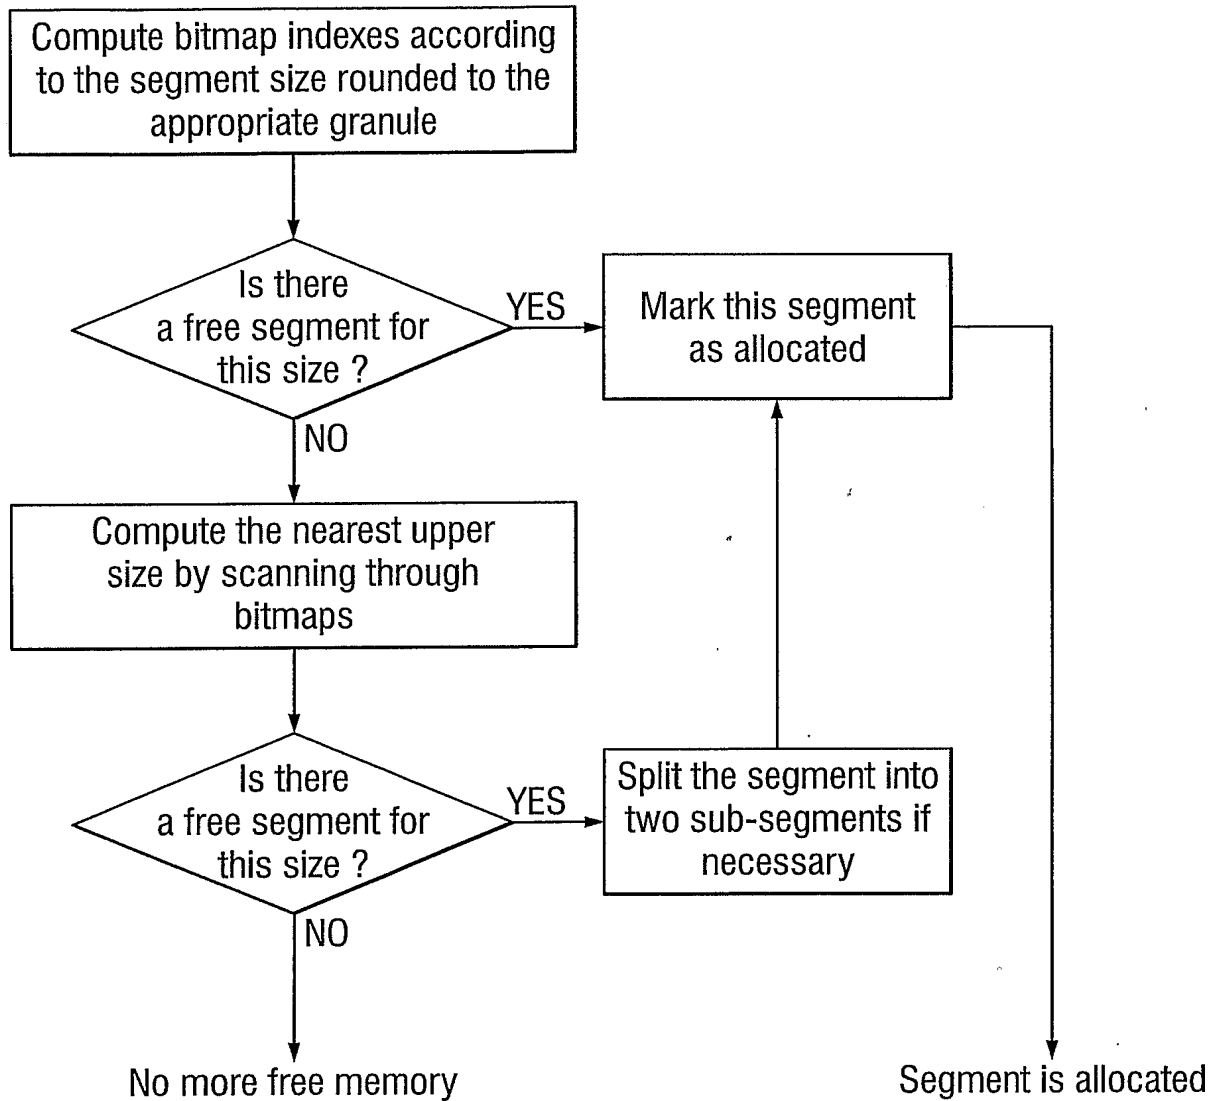 Compute bitmap indexes according
to the segment size rounded to the
appropriate granule
Is there
a free segment for
this size ?
YES
Mark this segment
as allocated
NO
Compute the nearest upper
size by scanning through
bitmaps
Is there
a free segment for
this size ?
YES
Split the segment into
two sub-segments if
necessary
NO
No more free memory
Segment is allocated